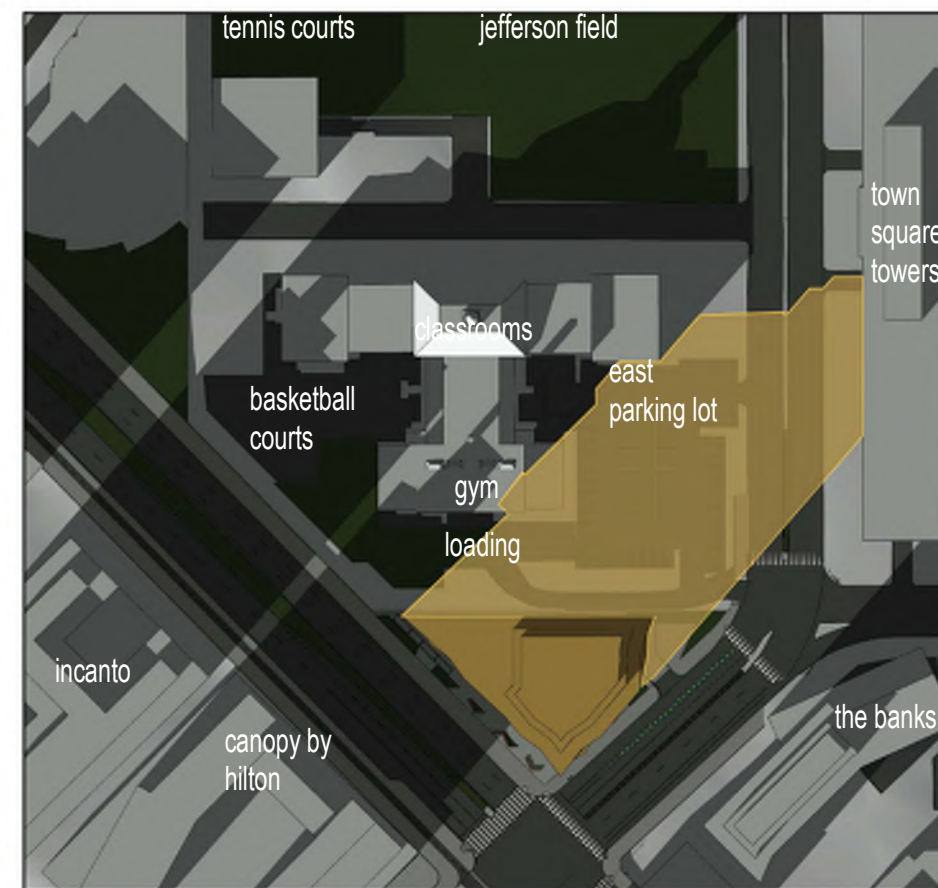 tennis courts
jefferson field
town
square
towers
classrooms
east
parking lot
basketball
courts
gym
loading
incanto
the banks
canopy by
hilton